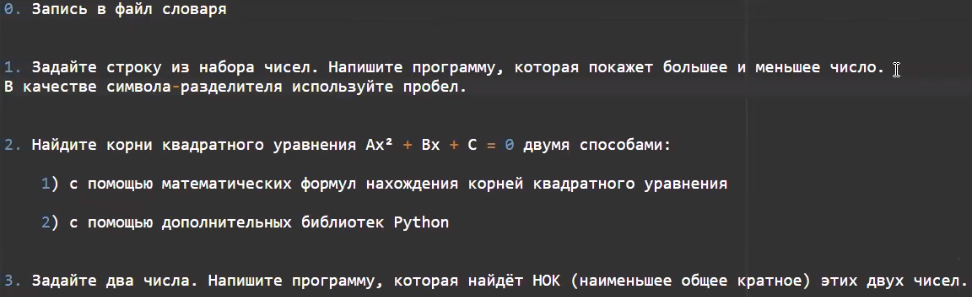 0. Запись в файл словаря
1. Задайте строку из набора чисел. Напишите программу, которая покажет большее и меньшее число.
В качестве символа-разделителя используйте пробел.
2. Найдите корни квадратного уравнения Ax² + Bx + C = 0 двумя способами:
1) с помощью математических формул нахождения корней квадратного уравнения
2) с помощью дополнительных библиотек Python
3. Задайте два числа. Напишите программу, которая найдёт НОК (наименьшее общее кратное) этих двух чисел.